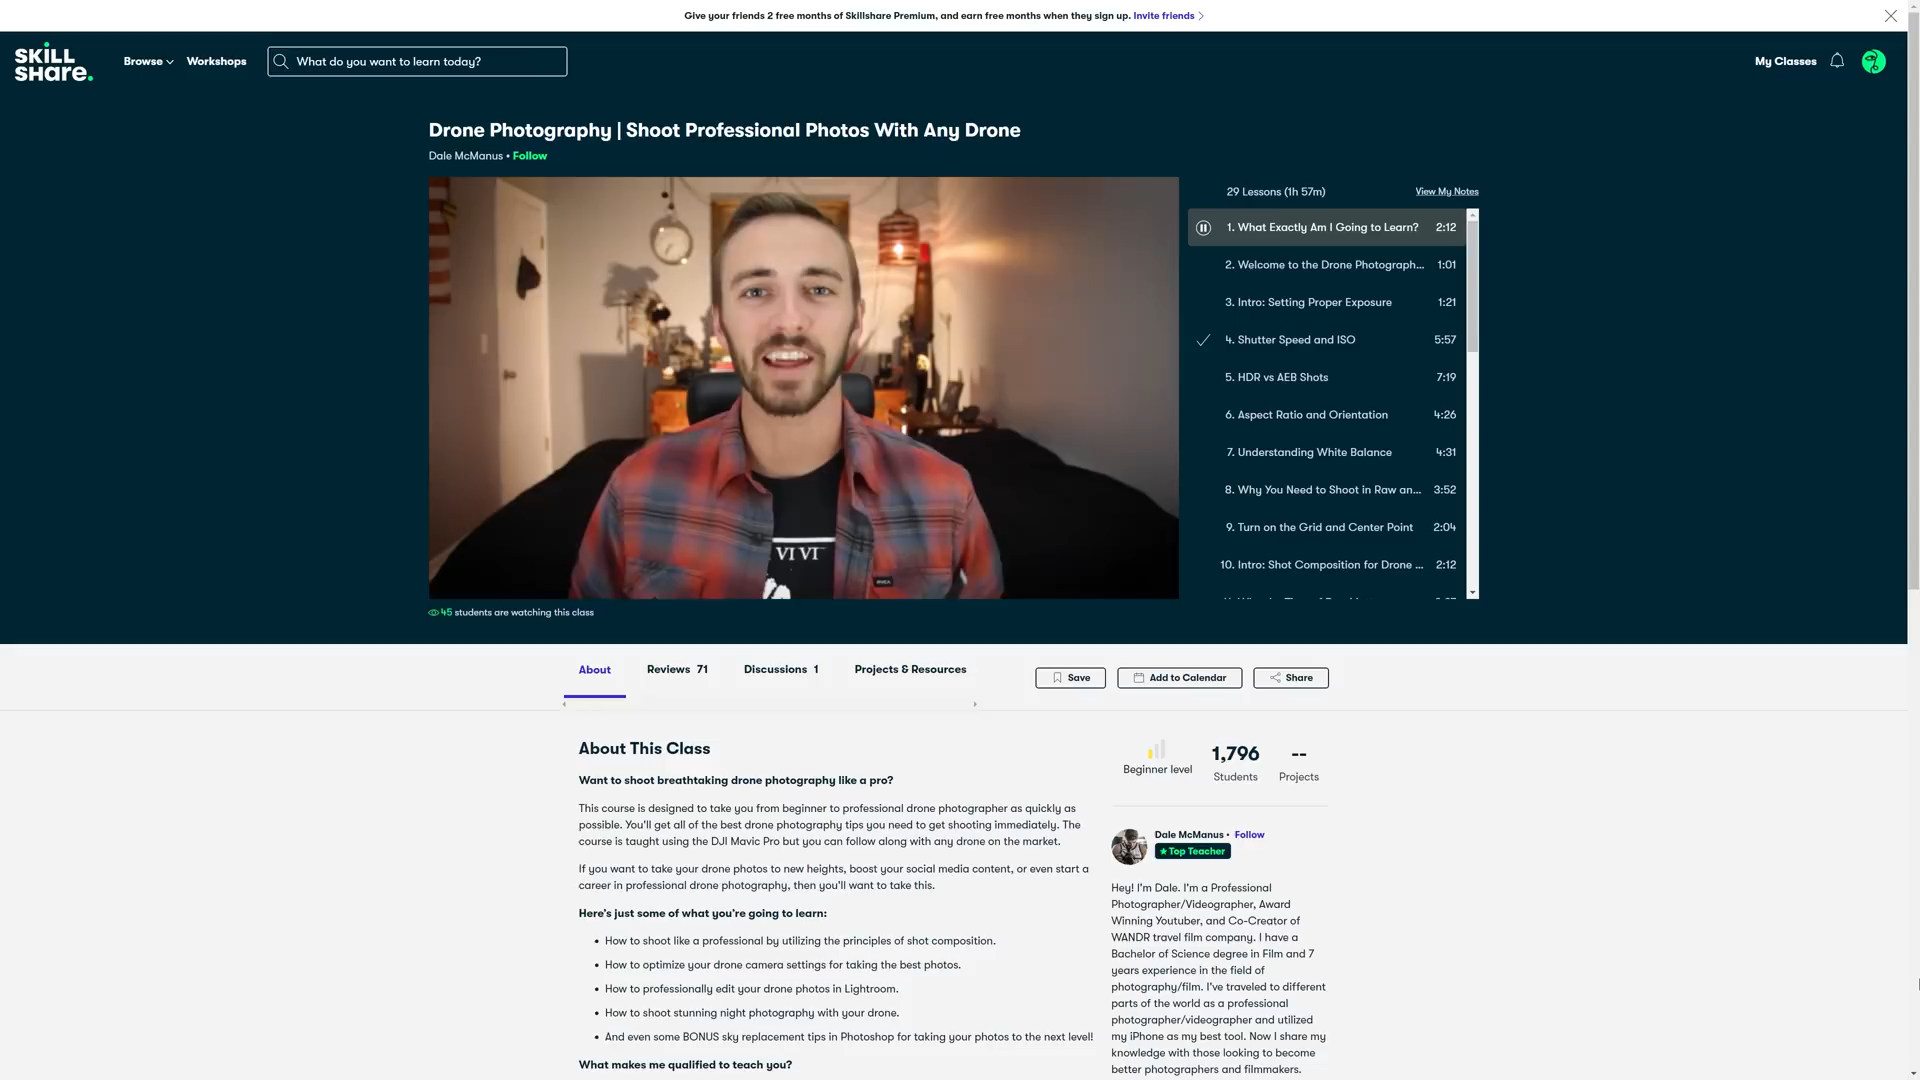 Give your friends 2 free months of Skillshare Premium, and earn free months when they sign up. Invite friends
SKILL
SHare.
Browse
Workshops
What do you want to learn today?
My Classes
Drone Photography | Shoot Professional Photos With Any Drone
Dale McManus • Follow
VI VI
29 Lessons (1h 57m)
View My Notes
1. What Exactly Am I Going to Learn? 2:12
2. Welcome to the Drone Photograph... 1:01
3. Intro: Setting Proper Exposure 1:21
4. Shutter Speed and ISO 5:57
5. HDR vs AEB Shots 7:19
6. Aspect Ratio and Orientation 4:26
7. Understanding White Balance 4:31
8. Why You Need to Shoot in Raw an... 3:52
9. Turn on the Grid and Center Point 2:04
10. Intro: Shot Composition for Drone ... 2:12
45 students are watching this class
About
Reviews 71
Discussions 1
Projects & Resources
Save
Add to Calendar
Share
About This Class
Want to shoot breathtaking drone photography like a pro?
This course is designed to take you from beginner to professional drone photographer as quickly as
possible. You'll get all of the best drone photography tips you need to get shooting immediately. The
course is taught using the DJI Mavic Pro but you can follow along with any drone on the market.
If you want to take your drone photos to new heights, boost your social media content, or even start a
career in professional drone photography, then you'll want to take this.
Here's just some of what you're going to learn:
• How to shoot like a professional by utilizing the principles of shot composition.
• How to optimize your drone camera settings for taking the best photos.
• How to professionally edit your drone photos in Lightroom.
• How to shoot stunning night photography with your drone.
• And even some BONUS sky replacement tips in Photoshop for taking your photos to the next level!
What makes me qualified to teach you?
Beginner level
1,796
Students
--
Projects
Dale McManus • Follow
Top Teacher
Hey! I'm Dale. I'm a Professional
Photographer/Videographer, Award
Winning Youtuber, and Co-Creator of
WANDR travel film company. I have a
Bachelor of Science degree in Film and 7
years experience in the field of
photography/film. I've traveled to different
parts of the world as a professional
photographer/videographer and utilized
my iPhone as my best tool. Now I share my
knowledge with those looking to become
better photographers and filmmakers.